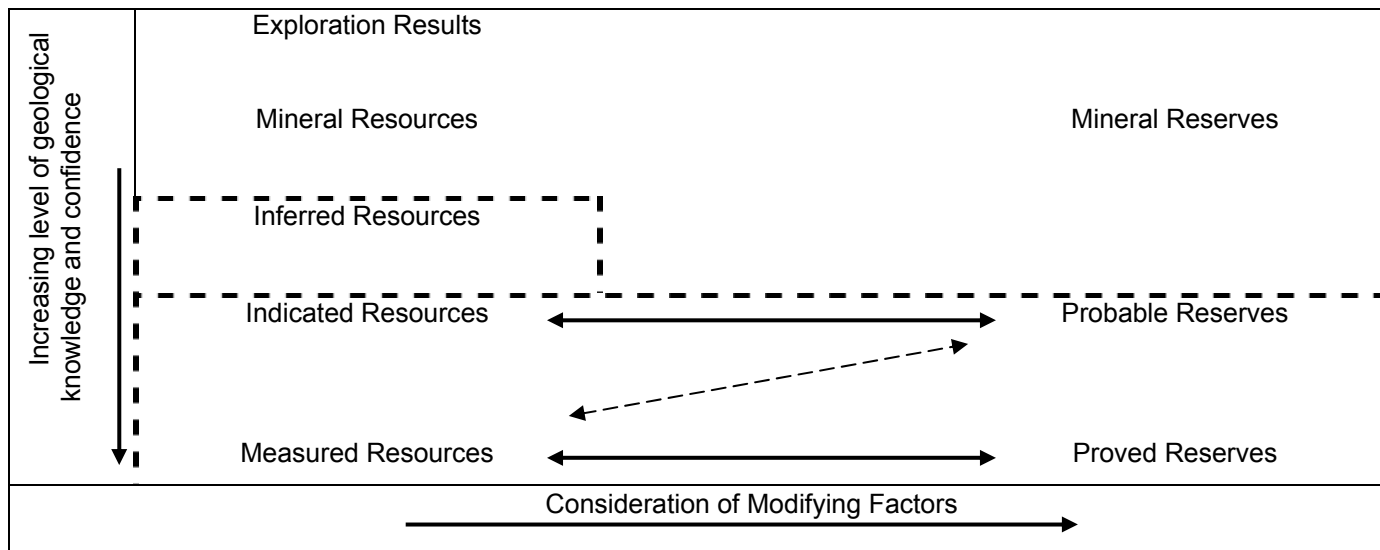 Increasing level of geological
knowledge and confidence
Exploration Results
Mineral Resources
Mineral Reserves
Inferred Resources
Indicated Resources
Probable Reserves
Measured Resources
Proved Reserves
Consideration of Modifying Factors